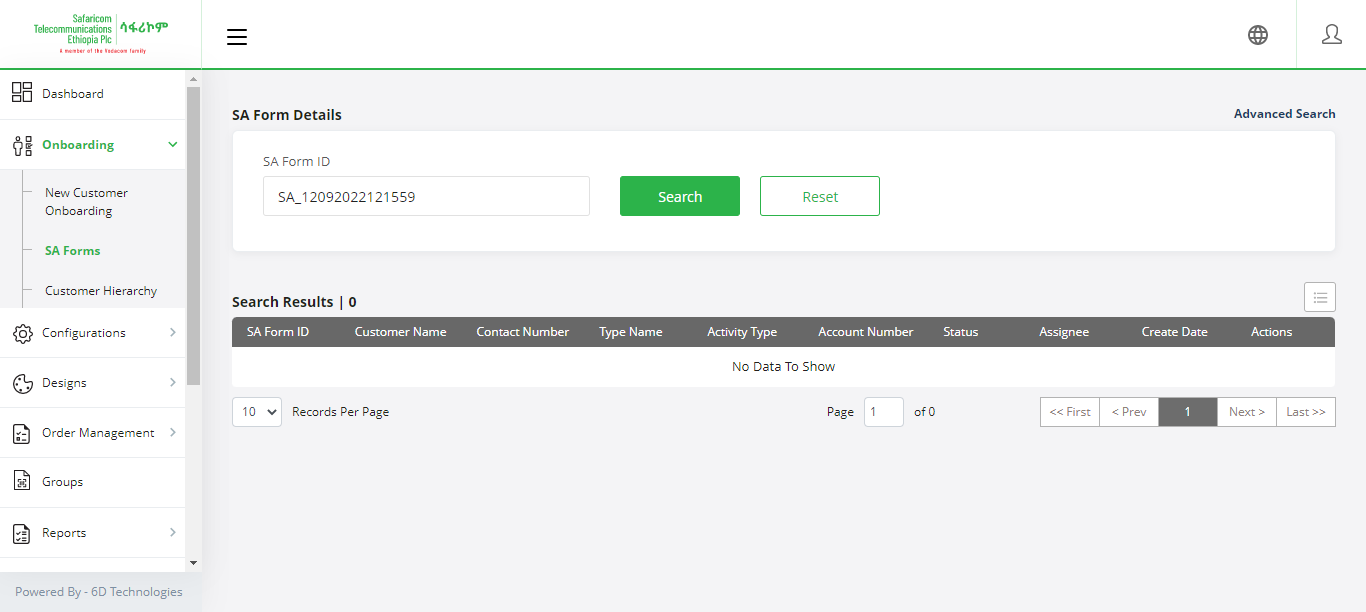 Safaricom
Telecommunications
Ethiopia Plc
ሳፋሪኮም
A member of the Vodacom family
Dashboard
Onboarding
New Customer
Onboarding
SA Forms
Customer Hierarchy
Configurations
Designs
Order Management
Groups
Reports
Powered By - 6D Technologies
SA Form Details
Advanced Search
SA Form ID
SA_12092022121559
Search
Reset
Search Results | 0
SA Form ID Customer Name Contact Number Type Name Activity Type Account Number Status Assignee Create Date Actions
No Data To Show
10 Records Per Page
Page 1 of 0
<< First < Prev 1 Next > Last >>